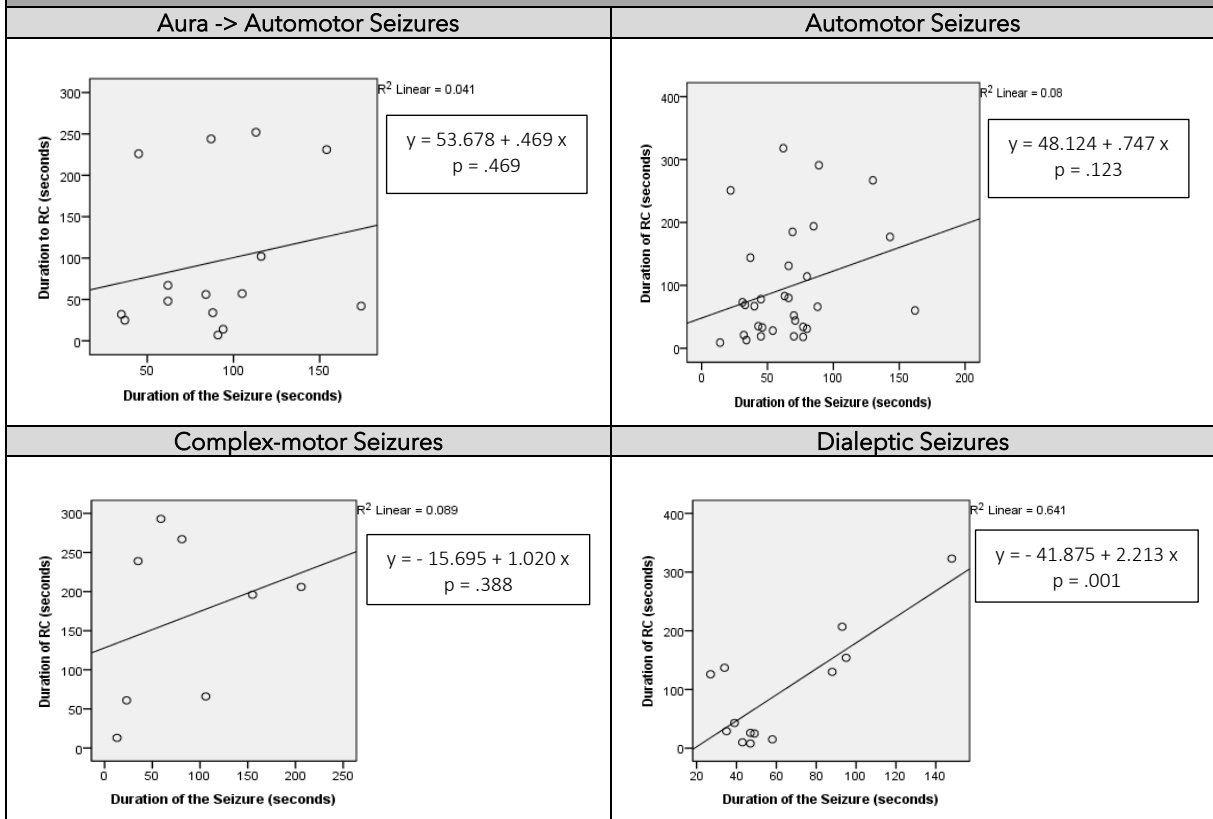 Aura -> Automotor Seizures
R² Linear = 0.041
y = 53.678 + .469 x
p = .469
Duration to RC (seconds)
300
250
200
150
100
50
0
50
100
150
Duration of the Seizure (seconds)
Automotor Seizures
R² Linear = 0.08
y = 48.124 + .747 x
p = .123
Duration of RC (seconds)
400
300
200
100
0
0
50
100
150
200
Duration of the Seizure (seconds)
Complex-motor Seizures
R² Linear = 0.089
y = - 15.695 + 1.020 x
p = .388
Duration of RC (seconds)
300
250
200
150
100
50
0
0
50
100
150
200
250
Duration of the Seizure (seconds)
Dialeptic Seizures
R² Linear = 0.641
y = - 41.875 + 2.213 x
p = .001
Duration of RC (seconds)
400
300
200
100
0
20
40
60
80
100
120
140
Duration of the Seizure (seconds)